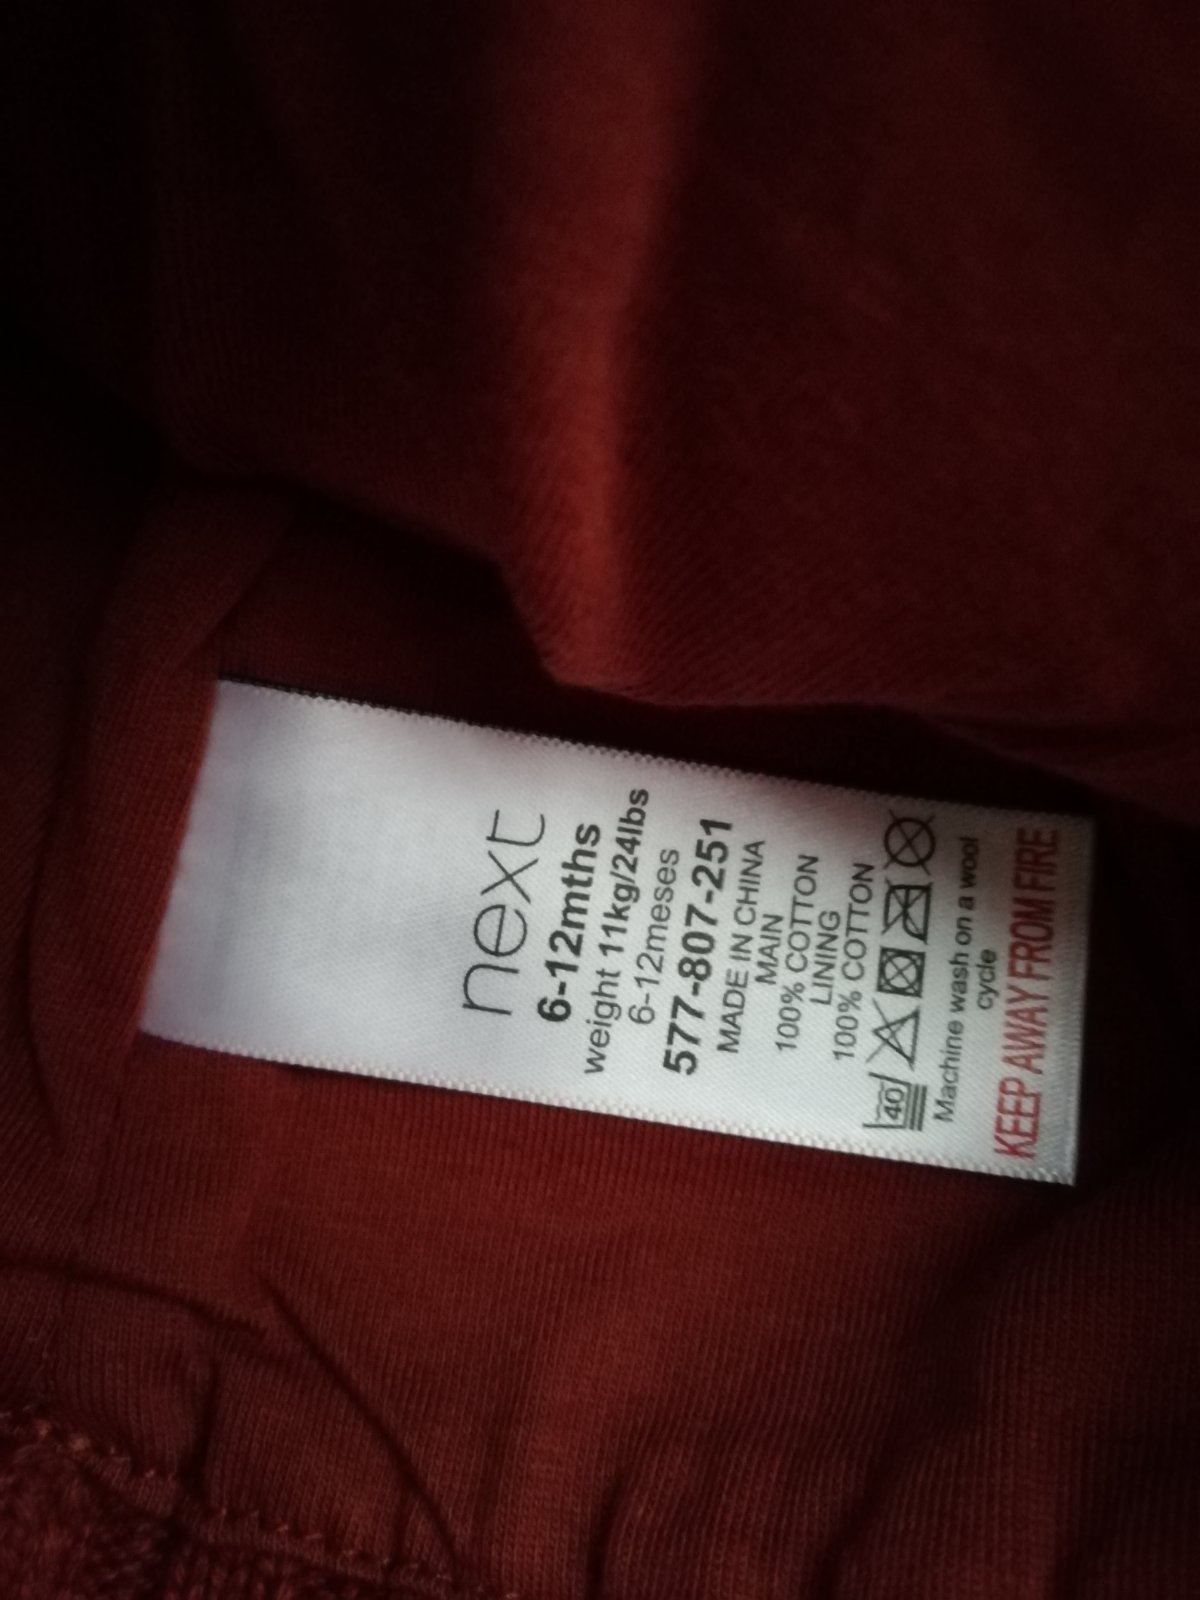 next
6-12mths
weight 11kg/24lbs
6-12meses
577-807-251
MADE IN CHINA
MAIN
100% COTTON
LINING
100% COTTON
40
Machine wash on a wool
cycle
KEEP AWAY FROM FIRE